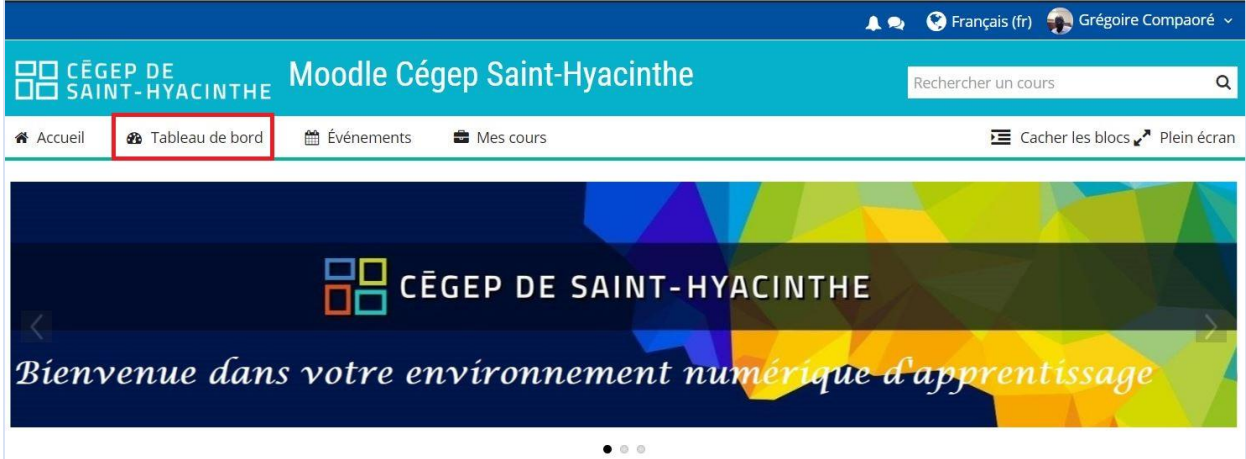 Français (fr) Grégoire Compaoré
CĒGEP DE
SAINT-HYACINTHE
Moodle Cégep Saint-Hyacinthe
Rechercher un cours
Accueil Tableau de bord Événements Mes cours Cacher les blocs Plein écran
CĒGEP DE SAINT-HYACINTHE
Bienvenue dans votre environnement numérique d'apprentissage